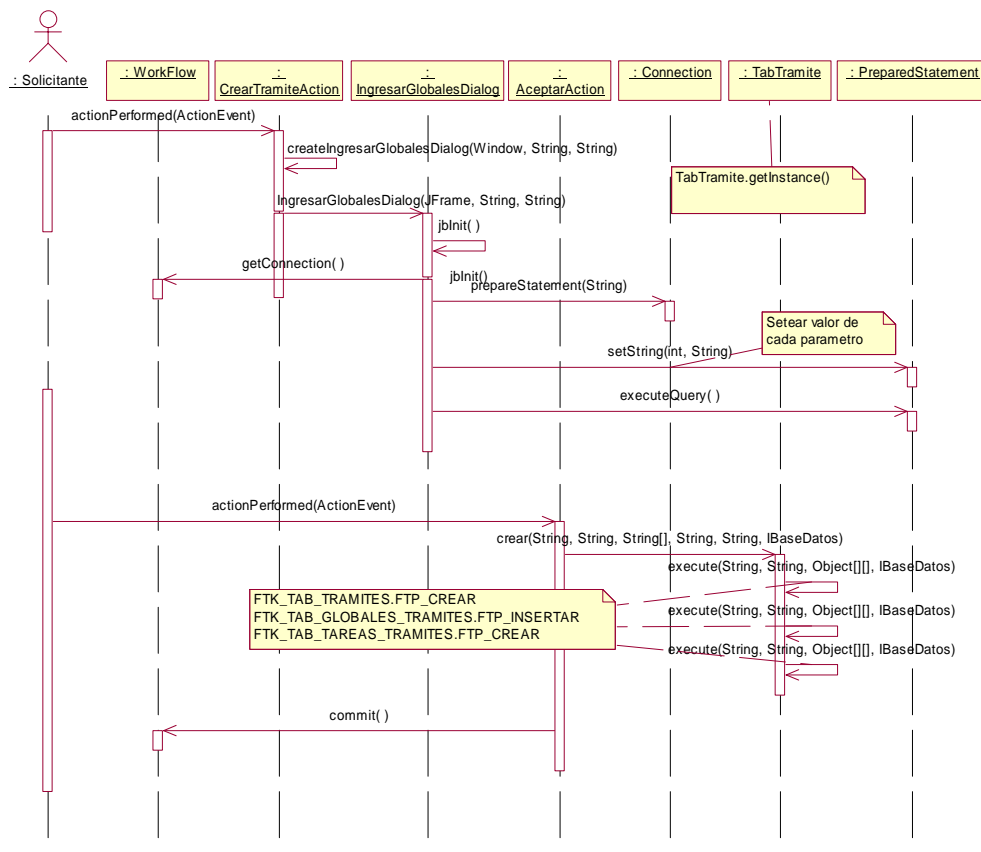 : Solicitante
: WorkFlow
:
CrearTramiteAction
:
IngresarGlobalesDialog
:
AceptarAction
: Connection
: TabTramite
: PreparedStatement
actionPerformed(ActionEvent)
createIngresarGlobalesDialog(Window, String, String)
TabTramite.getInstance()
IngresarGlobalesDialog(JFrame, String, String)
jbInit( )
getConnection( )
jbInit()
prepareStatement(String)
Setear valor de
cada parametro
setString(int, String)
executeQuery( )
actionPerformed(ActionEvent)
crear(String, String, String[], String, String, IBaseDatos)
execute(String, String, Object[][], IBaseDatos)
FTK_TAB_TRAMITES.FTP_CREAR
FTK_TAB_GLOBALES_TRAMITES.FTP_INSERTAR
FTK_TAB_TAREAS_TRAMITES.FTP_CREAR
execute(String, String, Object[][], IBaseDatos)
execute(String, String, Object[][], IBaseDatos)
commit( )